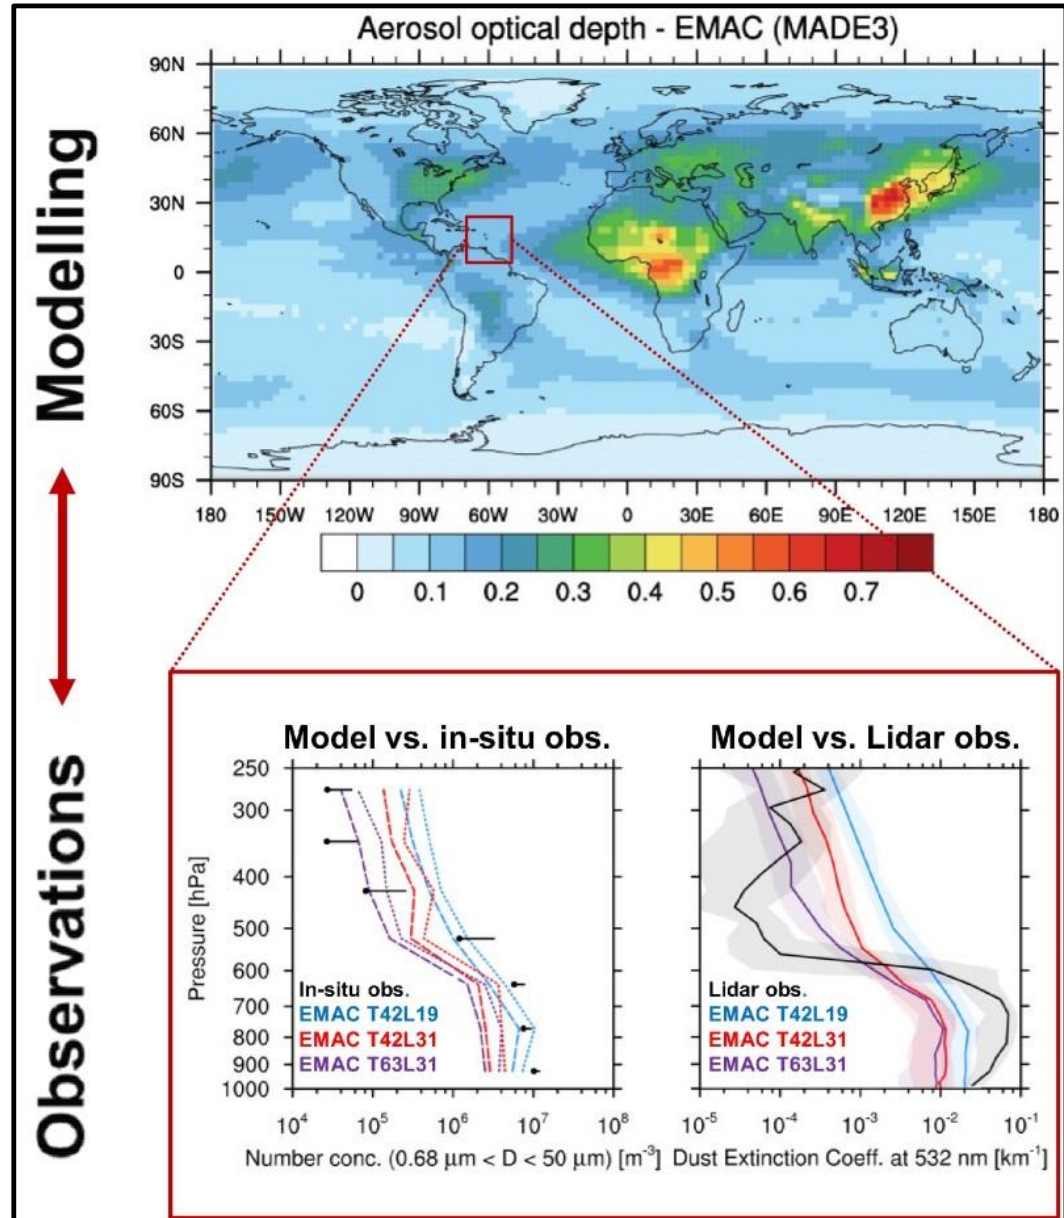 Aerosol optical depth - EMAC (MADE3)
Modelling
90N
60N
30N
0
30S
60S
90S
180 150W 120W 90W 60W 30W 0 30E 60E 90E 120E 150E 180
0 0.1 0.2 0.3 0.4 0.5 0.6 0.7
Observations
Model vs. in-situ obs.
Pressure [hPa]
250
300
400
500
600
700
800
900
1000
In-situ obs.
EMAC T42L19
EMAC T42L31
EMAC T63L31
10^4 10^5 10^6 10^7 10^8
Number conc. (0.68 μm < D < 50 μm) [m^-3]
Model vs. Lidar obs.
Lidar obs.
EMAC T42L19
EMAC T42L31
EMAC T63L31
10^-5 10^-4 10^-3 10^-2 10^-1
Dust Extinction Coeff. at 532 nm [km^-1]